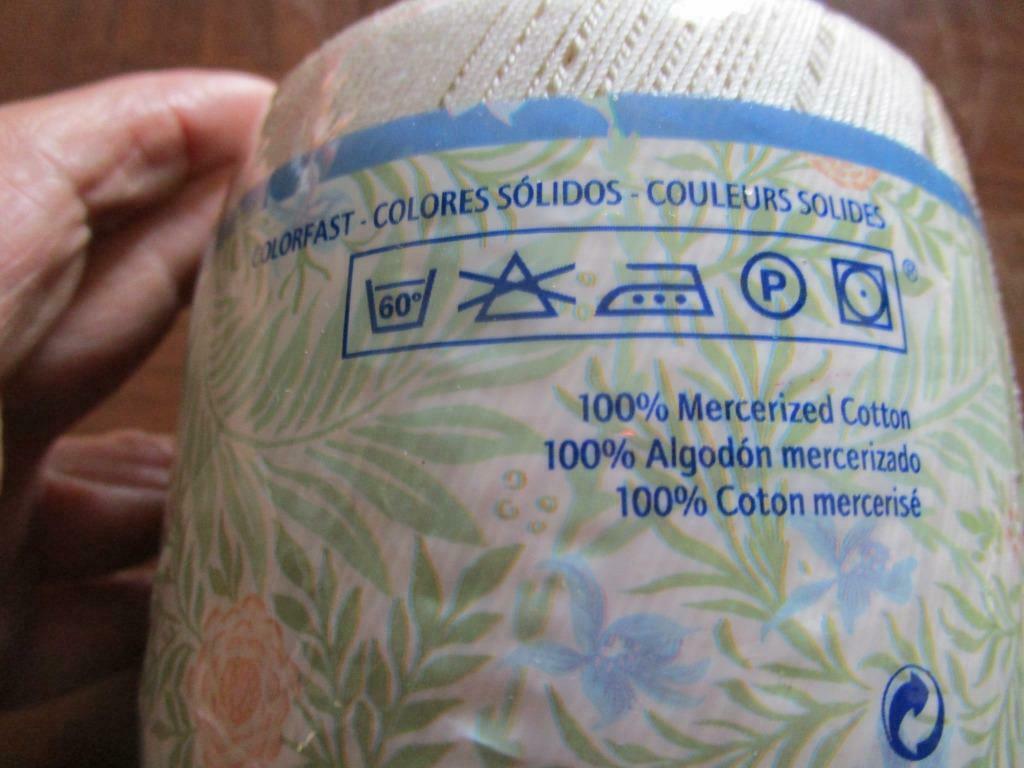 COLORFAST - COLORES SÓLIDOS - COULEURS SOLIDES
60° P ®
100% Mercerized Cotton
100% Algodón mercerizado
100% Coton mercerisé